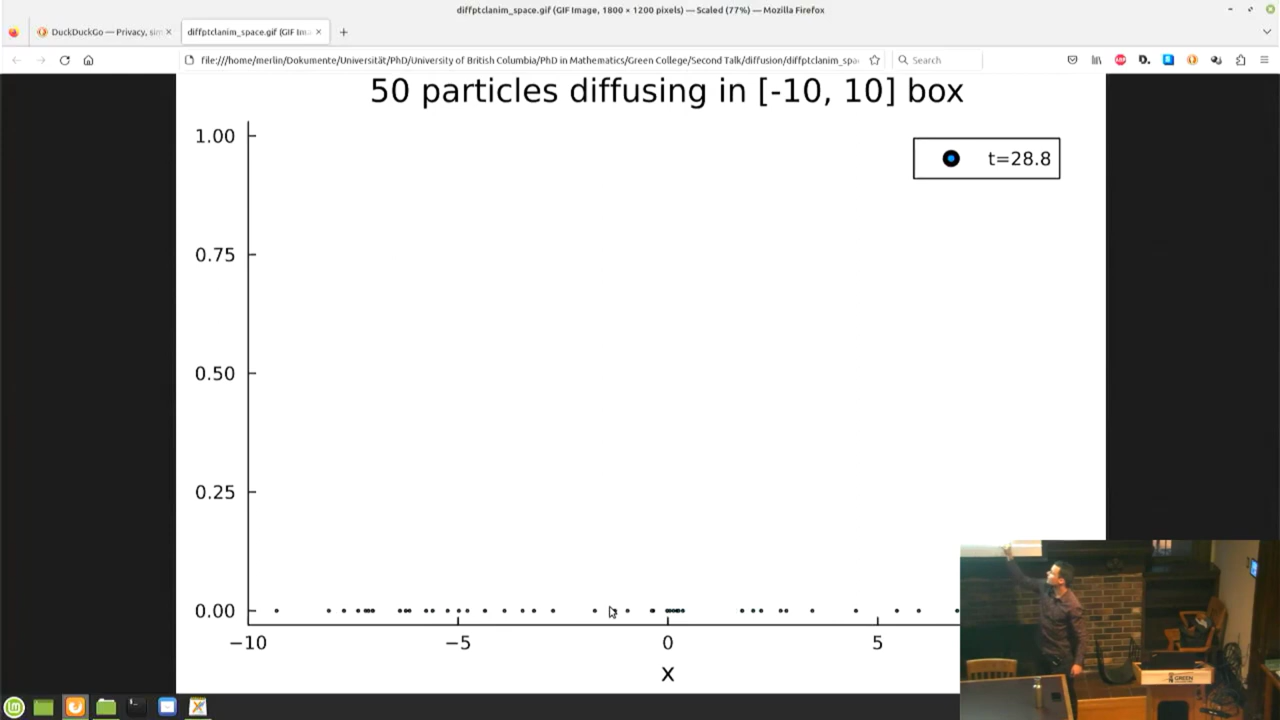 diffptclanim_space.gif (GIF Image, 1800 × 1200 pixels) — Scaled (77%) — Mozilla Firefox
DuckDuckGo — Privacy, sim
diffptclanim_space.gif (GIF Im
file:///home/merlin/Dokumente/Universität/PhD/University of British Columbia/PhD in Mathematics/Green College/Second Talk/diffusion/diffptclanim_spa
Search
ABP
D.
50 particles diffusing in [-10, 10] box
t=28.8
1.00
0.75
0.50
0.25
0.00
−10
−5
0
5
x
GREEN